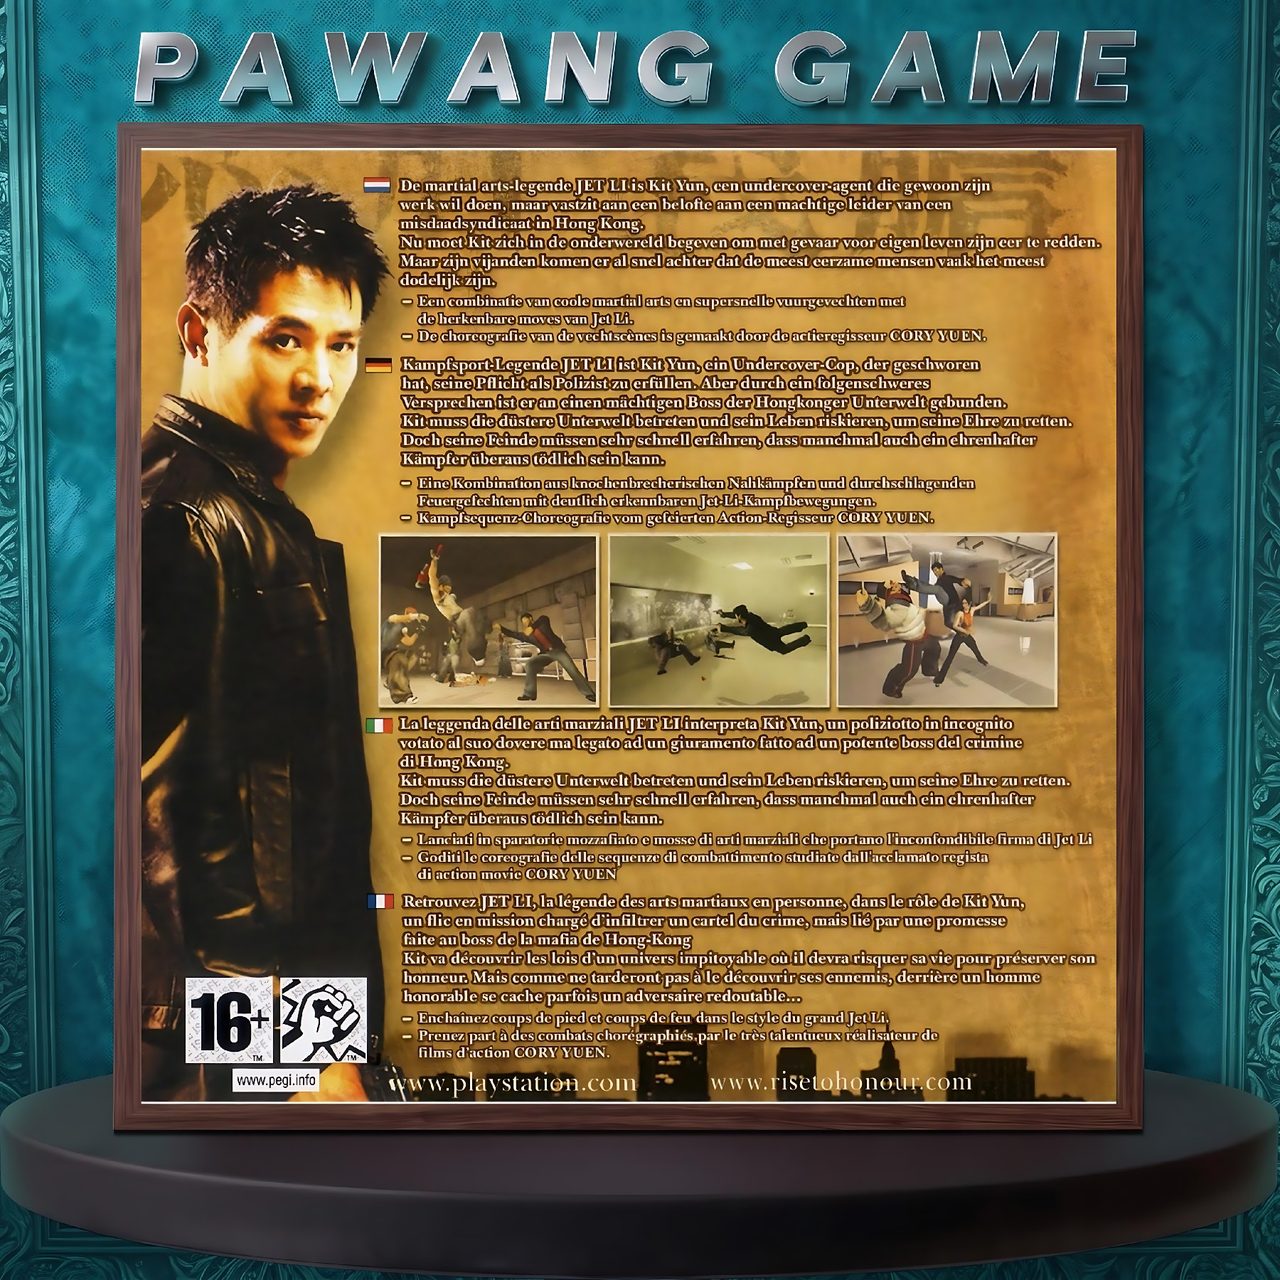 PAWANG GAME
De martial arts-legende JET LI is Kit Yun, een undercover-agent die gewoon zijn
werk wil doen, maar vastzit aan een belofte aan een machtige leider van een
misdaadsyndicaat in Hong Kong.
Nu moet Kit zich in de onderwereld begeven om met gevaar voor eigen leven zijn eer te redden.
Maar zijn vijanden komen er al snel achter dat de meest eerzame mensen vaak het meest
dodelijk zijn.
– Een combinatie van coole martial arts en supersnelle vuurgevechten met
de herkenbare moves van Jet Li.
– De choreografie van de vechtscènes is gemaakt door de actieregisseur CORY YUEN.
Kampfsport-Legende JET LI ist Kit Yun, ein Undercover-Cop, der geschworen
hat, seine Pflicht als Polizist zu erfüllen. Aber durch ein folgenschweres
Versprechen ist er an einen mächtigen Boss der Hongkonger Unterwelt gebunden.
Kit muss die düstere Unterwelt betreten und sein Leben riskieren, um seine Ehre zu retten.
Doch seine Feinde müssen sehr schnell erfahren, dass manchmal auch ein ehrenhafter
Kämpfer überaus tödlich sein kann.
– Eine Kombination aus knochenbrecherischen Nahkämpfen und durchschlagenden
Feuergefechten mit deutlich erkennbaren Jet-Li-Kampfbewegungen.
– Kampfsequenz-Choreografie vom gefeierten Action-Regisseur CORY YUEN.
La leggenda delle arti marziali JET LI interpreta Kit Yun, un poliziotto in incognito
votato al suo dovere ma legato ad un giuramento fatto ad un potente boss del crimine
di Hong Kong.
Kit muss die düstere Unterwelt betreten und sein Leben riskieren, um seine Ehre zu retten.
Doch seine Feinde müssen sehr schnell erfahren, dass manchmal auch ein ehrenhafter
Kämpfer überaus tödlich sein kann.
– Lanciati in sparatorie mozzafiato e mosse di arti marziali che portano l'inconfondibile firma di Jet Li
– Goditi le coreografie delle sequenze di combattimento studiate dall'acclamato regista
di action movie CORY YUEN
Retrouvez JET LI, la légende des arts martiaux en personne, dans le rôle de Kit Yun,
un flic en mission chargé d'infiltrer un cartel du crime, mais lié par une promesse
faite au boss de la mafia de Hong-Kong
Kit va découvrir les lois d'un univers impitoyable où il devra risquer sa vie pour préserver son
honneur. Mais comme ne tarderont pas à le découvrir ses ennemis, derrière un homme
honorable se cache parfois un adversaire redoutable...
– Enchaînez coups de pied et coups de feu dans le style du grand Jet Li.
– Prenez part à des combats chorégraphiés par le très talentueux réalisateur de
films d'action CORY YUEN.
16+ TM TM
www.pegi.info
www.playstation.com www.risetohonour.com